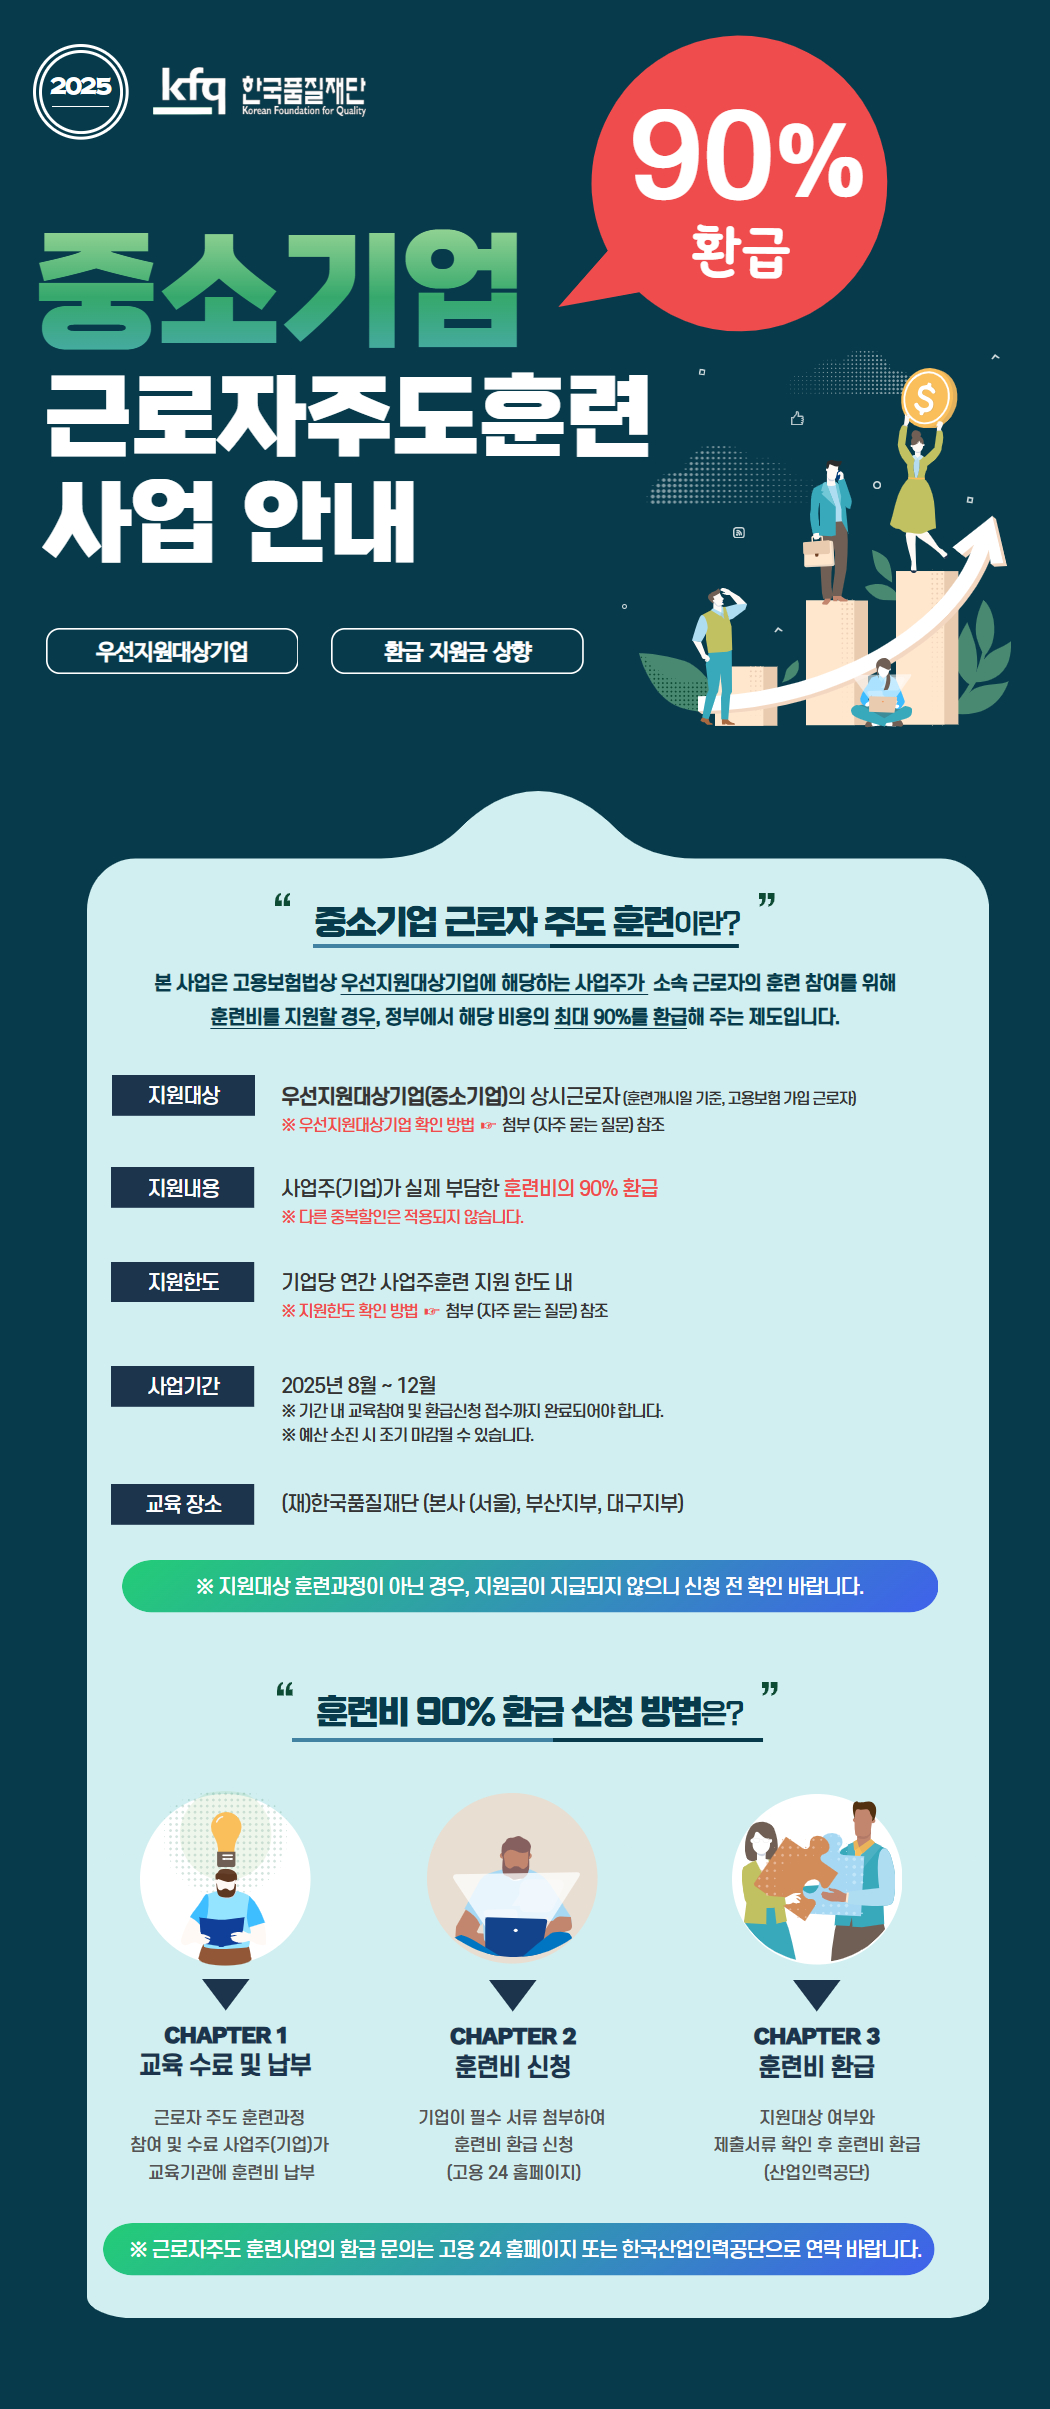 2025
kfq 한국품질재단
Korean Foundation for Quality
90%
환급
중소기업
근로자주도훈련
사업 안내
우선지원대상기업
환급 지원금 상향
“ 중소기업 근로자 주도 훈련이란? ”
본 사업은 고용보험법상 우선지원대상기업에 해당하는 사업주가 소속 근로자의 훈련 참여를 위해
훈련비를 지원할 경우, 정부에서 해당 비용의 최대 90%를 환급해 주는 제도입니다.
지원대상
우선지원대상기업(중소기업)의 상시근로자 (훈련개시일 기준, 고용보험 가입 근로자)
※ 우선지원대상기업 확인 방법 ☞ 첨부 (자주 묻는 질문) 참조
지원내용
사업주(기업)가 실제 부담한 훈련비의 90% 환급
※ 다른 중복할인은 적용되지 않습니다.
지원한도
기업당 연간 사업주훈련 지원 한도 내
※ 지원한도 확인 방법 ☞ 첨부 (자주 묻는 질문) 참조
사업기간
2025년 8월 ~ 12월
※ 기간 내 교육참여 및 환급신청 접수까지 완료되어야 합니다.
※ 예산 소진 시 조기 마감될 수 있습니다.
교육 장소
(재)한국품질재단 (본사 (서울), 부산지부, 대구지부)
※ 지원대상 훈련과정이 아닌 경우, 지원금이 지급되지 않으니 신청 전 확인 바랍니다.
“ 훈련비 90% 환급 신청 방법은? ”
CHAPTER 1
교육 수료 및 납부
근로자 주도 훈련과정
참여 및 수료 사업주(기업)가
교육기관에 훈련비 납부
CHAPTER 2
훈련비 신청
기업이 필수 서류 첨부하여
훈련비 환급 신청
(고용 24 홈페이지)
CHAPTER 3
훈련비 환급
지원대상 여부와
제출서류 확인 후 훈련비 환급
(산업인력공단)
※ 근로자주도 훈련사업의 환급 문의는 고용 24 홈페이지 또는 한국산업인력공단으로 연락 바랍니다.